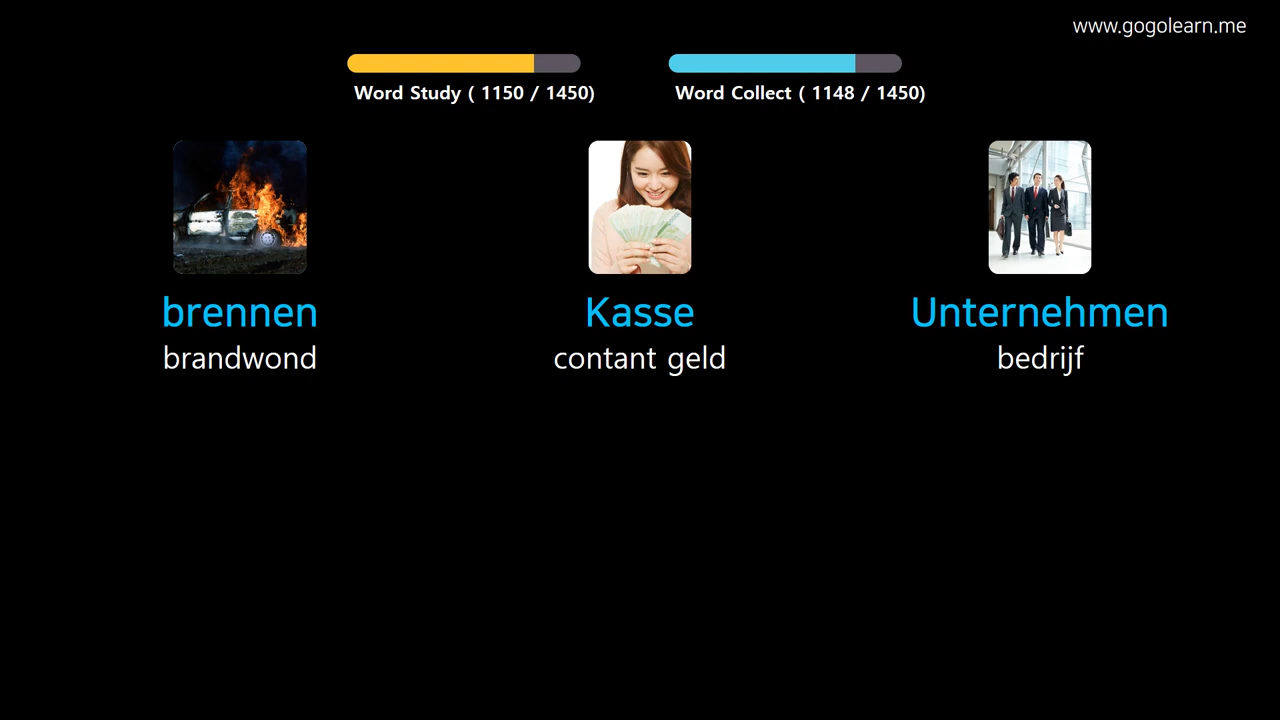 www.gogolearn.me
Word Study ( 1150 / 1450)
Word Collect ( 1148 / 1450)
brennen
brandwond
Kasse
contant geld
Unternehmen
bedrijf